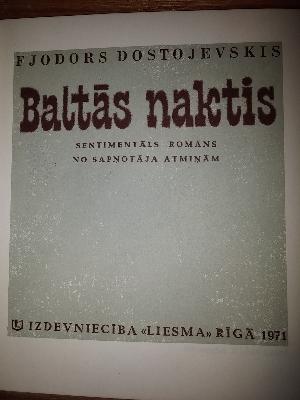 FJODORS DOSTOJEVSKIS
Baltās naktis
SENTIMENTĀLS ROMĀNS
NO SAPŅOTĀJA ATMIŅĀM
IZDEVNIECĪBA «LIESMA» RĪGĀ 1971